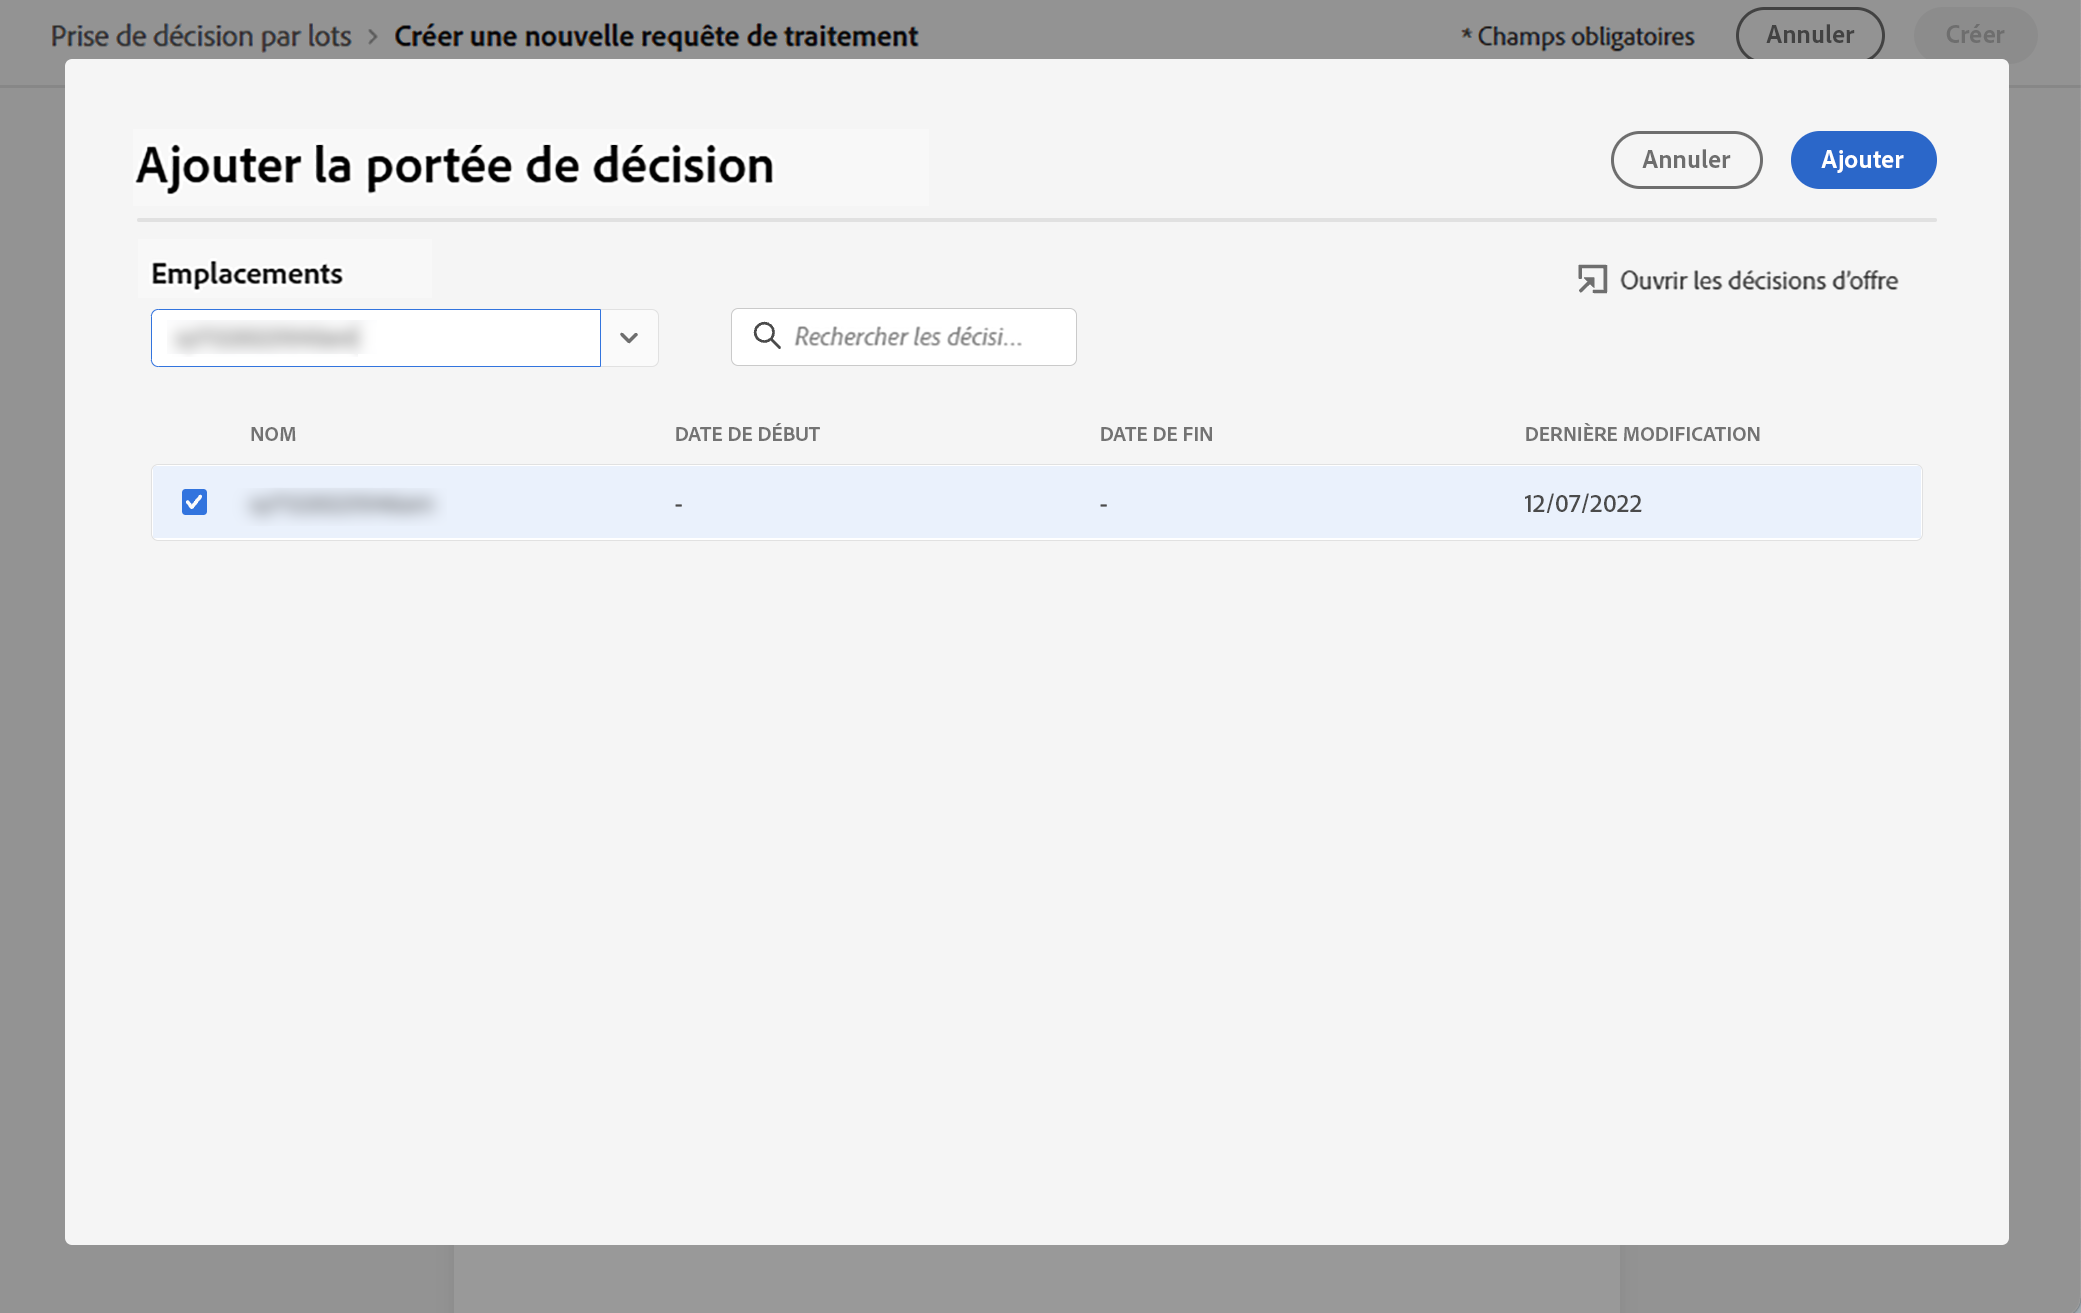 Prise de décision par lots > Créer une nouvelle requête de traitement
* Champs obligatoires
Annuler
Créer
Ajouter la portée de décision
Annuler
Ajouter
Emplacements
Ouvrir les décisions d'offre
Rechercher les décisi...
NOM DATE DE DÉBUT DATE DE FIN DERNIÈRE MODIFICATION
- - 12/07/2022